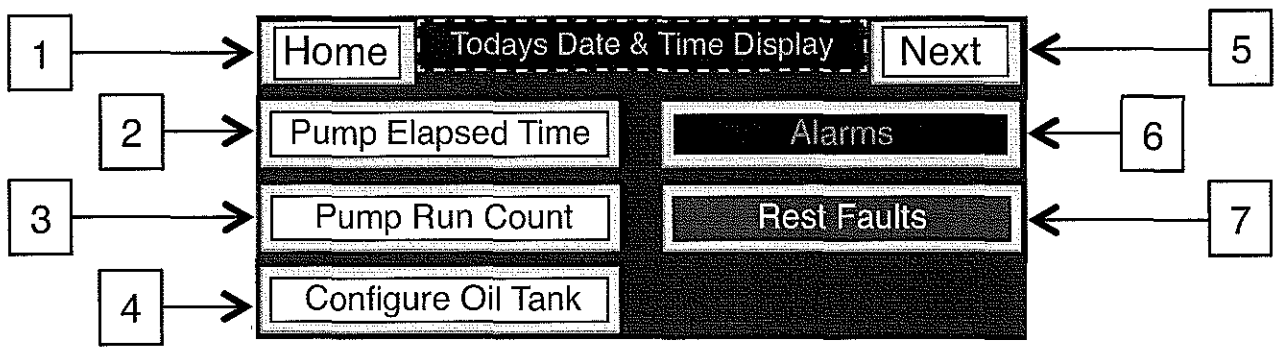 1 Home Todays Date & Time Display Next 5
2 Pump Elapsed Time Alarms 6
3 Pump Run Count Rest Faults 7
4 Configure Oil Tank